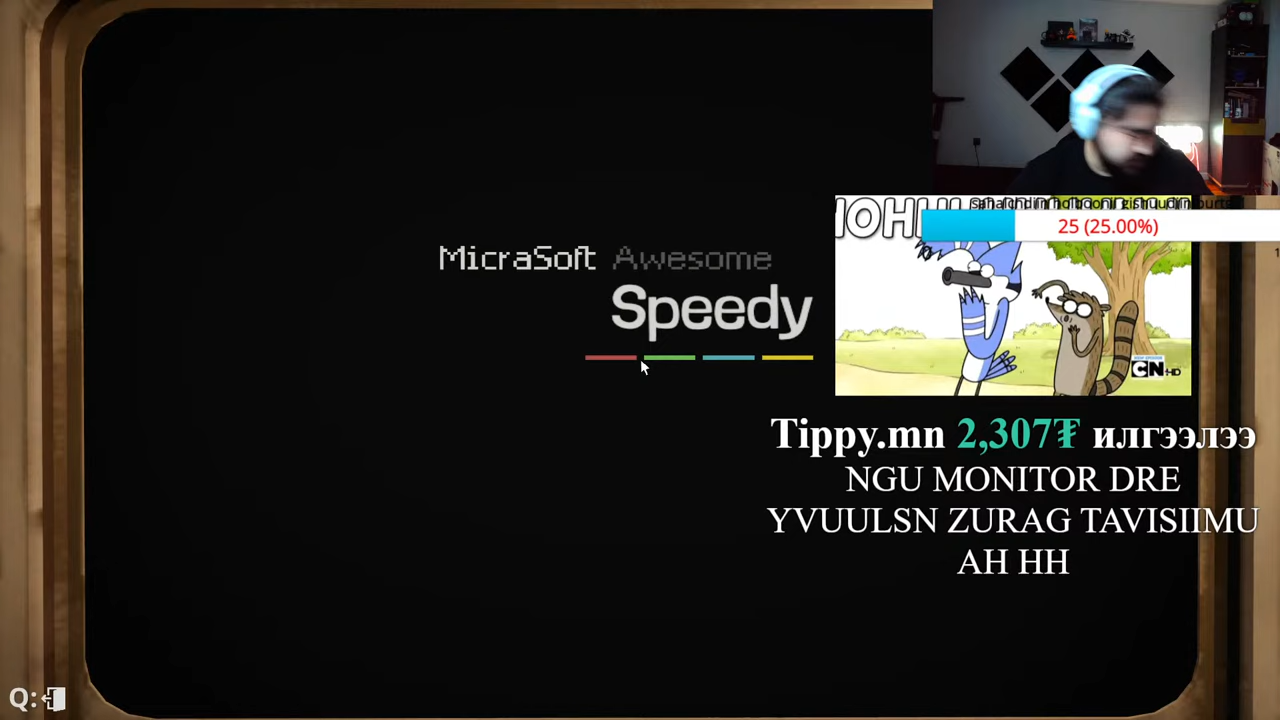 MicraSoft Awesome
Speedy
25 (25.00%)
CN HD
Tippy.mn 2,307₮ илгээлээ
NGU MONITOR DRE
YVUULSN ZURAG TAVISIIMU
AH HH
Q: